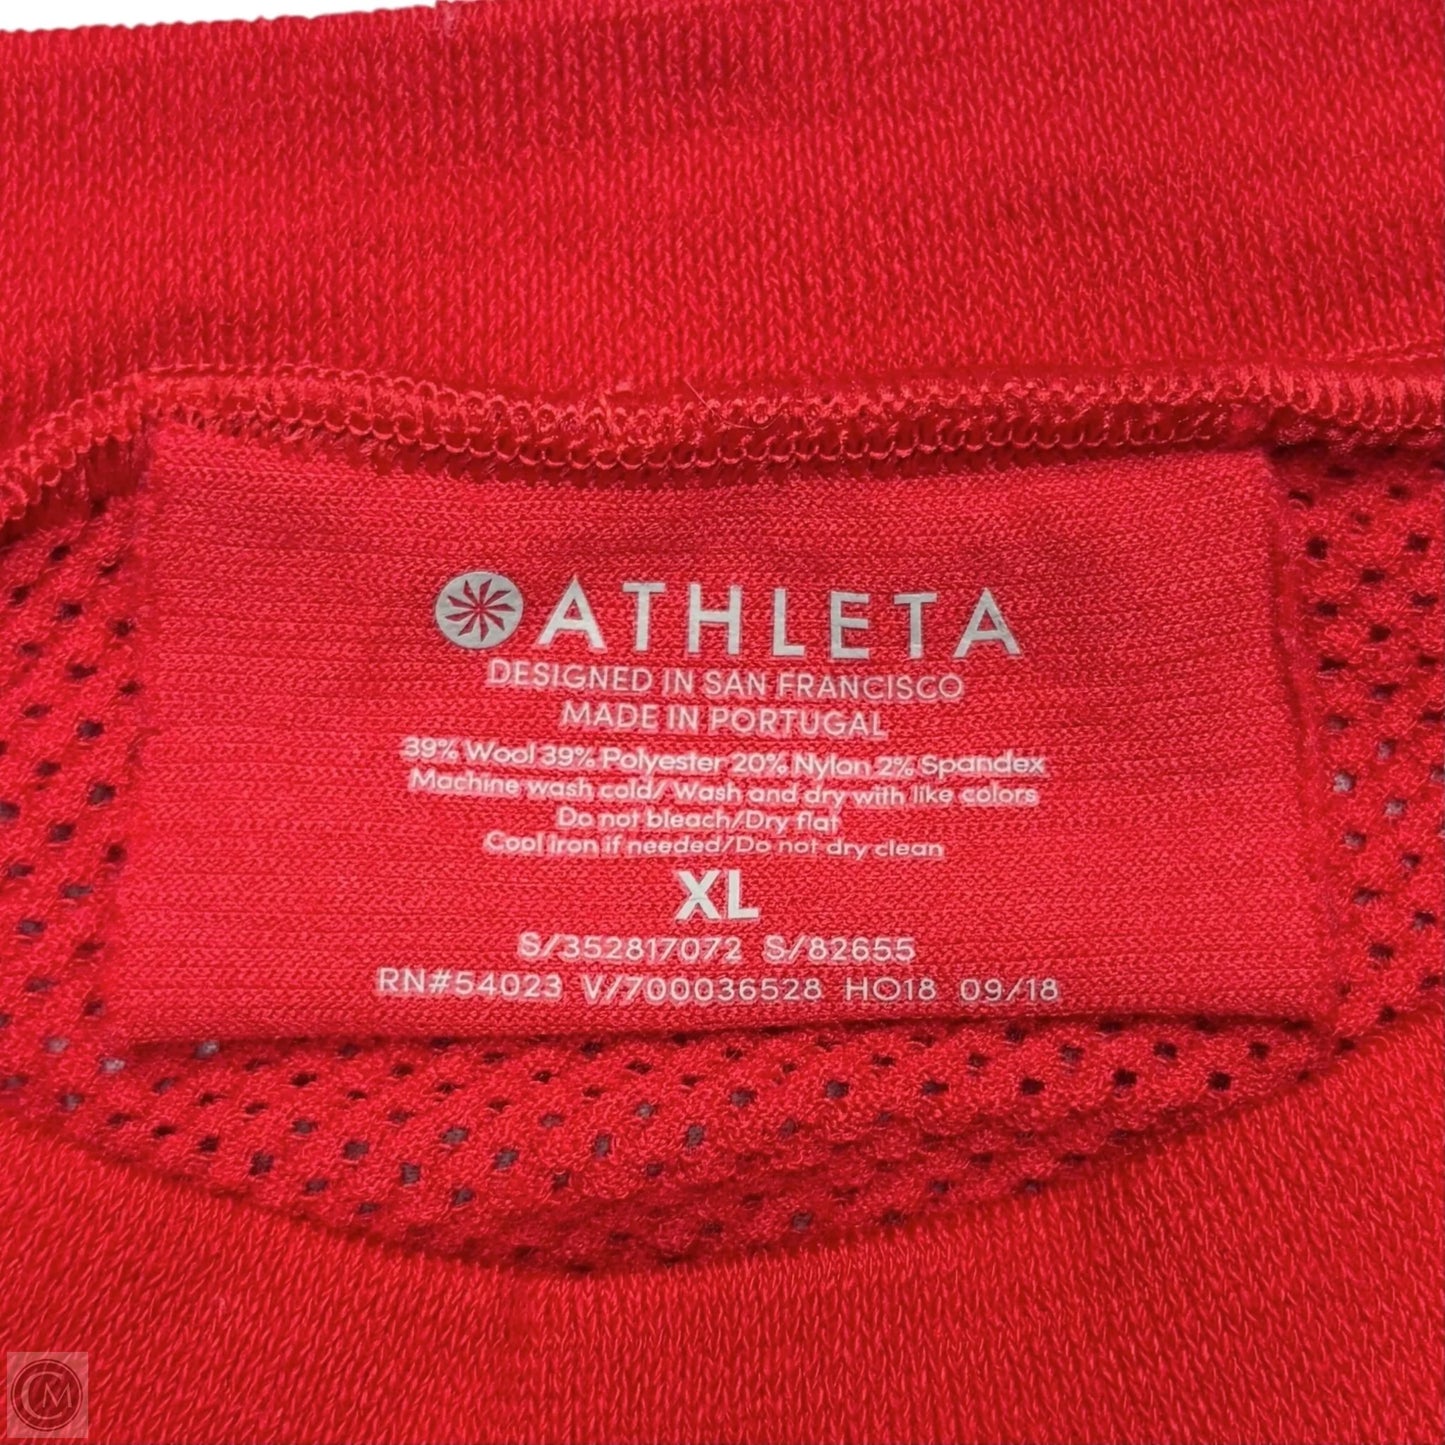 ATHLETA
DESIGNED IN SAN FRANCISCO
MADE IN PORTUGAL
39% Wool 39% Polyester 20% Nylon 2% Spandex
Machine wash cold/ Wash and dry with like colors
Do not bleach/Dry flat
Cool iron if needed/Do not dry clean
XL
S/352817072 S/82655
RN#54023 V/700036528 HO18 09/18
CM